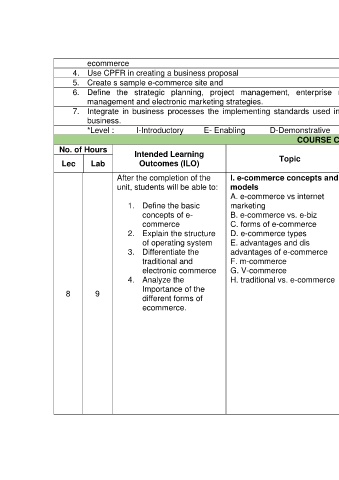 ecommerce
4. Use CPFR in creating a business proposal
5. Create s sample e-commerce site and
6. Define the strategic planning, project management, enterprise
management and electronic marketing strategies.
7. Integrate in business processes the implementing standards used in
business.
*Level : I-Introductory E- Enabling D-Demonstrative
COURSE C
No. of Hours
Lec Lab
Intended Learning
Outcomes (ILO)
Topic
8
9
After the completion of the
unit, students will be able to:
1. Define the basic
concepts of e-
commerce
2. Explain the structure
of operating system
3. Differentiate the
traditional and
electronic commerce
4. Analyze the
Importance of the
different forms of
ecommerce.
I. e-commerce concepts and
models
A. e-commerce vs internet
marketing
B. e-commerce vs. e-biz
C. forms of e-commerce
D. e-commerce types
E. advantages and dis
advantages of e-commerce
F. m-commerce
G. V-commerce
H. traditional vs. e-commerce